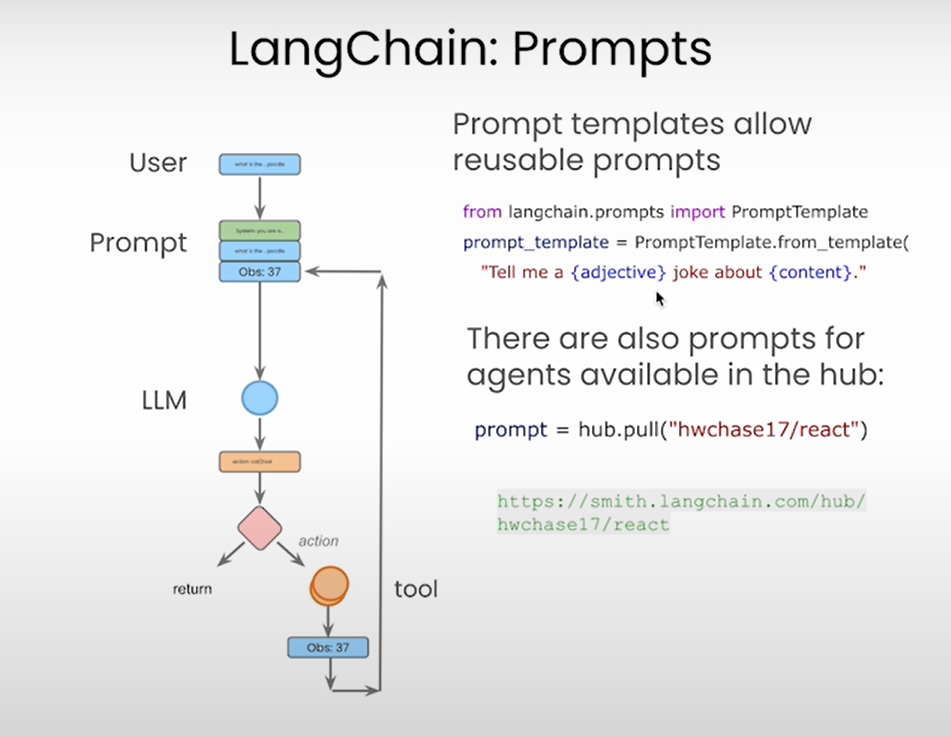 LangChain: Prompts
Prompt templates allow
reusable prompts
from langchain.prompts import PromptTemplate
prompt_template = PromptTemplate.from_template(
"Tell me a {adjective} joke about {content}."
There are also prompts for
agents available in the hub:
prompt = hub.pull("hwchase17/react")
https://smith.langchain.com/hub/
hwchase17/react
User
what is the .. poodle
Prompt
System: you are a..
what is the .. poodle
Obs: 37
LLM
action:
action
return
tool
Obs: 37